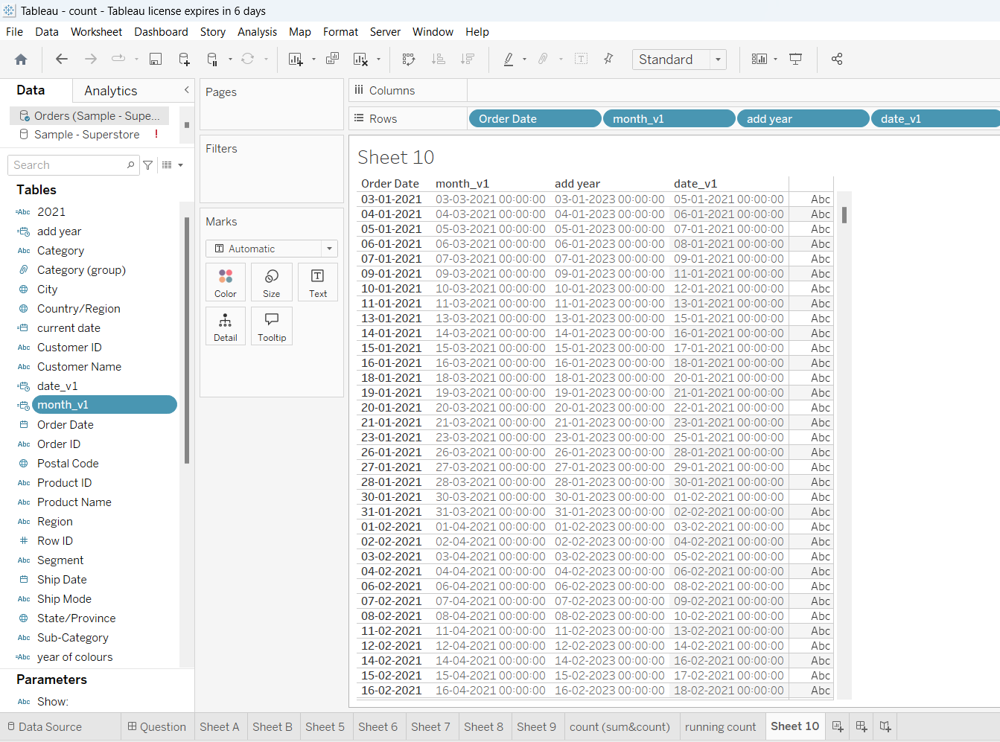 Tableau - count - Tableau license expires in 6 days
File Data Worksheet Dashboard Story Analysis Map Format Server Window Help
Standard
Data Analytics
Orders (Sample - Supe...
Sample - Superstore !
Search
Tables
Abc 2021
add year
Abc Category
Category (group)
City
Country/Region
current date
Abc Customer ID
Abc Customer Name
date_v1
month_v1
Order Date
Abc Order ID
Postal Code
Abc Product ID
Abc Product Name
Abc Region
# Row ID
Abc Segment
Ship Date
Abc Ship Mode
State/Province
Abc Sub-Category
Abc year of colours
Parameters
Abc Show:
Pages
Filters
Marks
Automatic
Color Size Text
Detail Tooltip
Columns
Rows Order Date month_v1 add year date_v1
Sheet 10
Order Date month_v1 add year date_v1
03-01-2021 03-03-2021 00:00:00 03-01-2023 00:00:00 05-01-2021 00:00:00 Abc
04-01-2021 04-03-2021 00:00:00 04-01-2023 00:00:00 06-01-2021 00:00:00 Abc
05-01-2021 05-03-2021 00:00:00 05-01-2023 00:00:00 07-01-2021 00:00:00 Abc
06-01-2021 06-03-2021 00:00:00 06-01-2023 00:00:00 08-01-2021 00:00:00 Abc
07-01-2021 07-03-2021 00:00:00 07-01-2023 00:00:00 09-01-2021 00:00:00 Abc
09-01-2021 09-03-2021 00:00:00 09-01-2023 00:00:00 11-01-2021 00:00:00 Abc
10-01-2021 10-03-2021 00:00:00 10-01-2023 00:00:00 12-01-2021 00:00:00 Abc
11-01-2021 11-03-2021 00:00:00 11-01-2023 00:00:00 13-01-2021 00:00:00 Abc
13-01-2021 13-03-2021 00:00:00 13-01-2023 00:00:00 15-01-2021 00:00:00 Abc
14-01-2021 14-03-2021 00:00:00 14-01-2023 00:00:00 16-01-2021 00:00:00 Abc
15-01-2021 15-03-2021 00:00:00 15-01-2023 00:00:00 17-01-2021 00:00:00 Abc
16-01-2021 16-03-2021 00:00:00 16-01-2023 00:00:00 18-01-2021 00:00:00 Abc
18-01-2021 18-03-2021 00:00:00 18-01-2023 00:00:00 20-01-2021 00:00:00 Abc
19-01-2021 19-03-2021 00:00:00 19-01-2023 00:00:00 21-01-2021 00:00:00 Abc
20-01-2021 20-03-2021 00:00:00 20-01-2023 00:00:00 22-01-2021 00:00:00 Abc
21-01-2021 21-03-2021 00:00:00 21-01-2023 00:00:00 23-01-2021 00:00:00 Abc
23-01-2021 23-03-2021 00:00:00 23-01-2023 00:00:00 25-01-2021 00:00:00 Abc
26-01-2021 26-03-2021 00:00:00 26-01-2023 00:00:00 28-01-2021 00:00:00 Abc
27-01-2021 27-03-2021 00:00:00 27-01-2023 00:00:00 29-01-2021 00:00:00 Abc
28-01-2021 28-03-2021 00:00:00 28-01-2023 00:00:00 30-01-2021 00:00:00 Abc
30-01-2021 30-03-2021 00:00:00 30-01-2023 00:00:00 01-02-2021 00:00:00 Abc
31-01-2021 31-03-2021 00:00:00 31-01-2023 00:00:00 02-02-2021 00:00:00 Abc
01-02-2021 01-04-2021 00:00:00 01-02-2023 00:00:00 03-02-2021 00:00:00 Abc
02-02-2021 02-04-2021 00:00:00 02-02-2023 00:00:00 04-02-2021 00:00:00 Abc
03-02-2021 03-04-2021 00:00:00 03-02-2023 00:00:00 05-02-2021 00:00:00 Abc
04-02-2021 04-04-2021 00:00:00 04-02-2023 00:00:00 06-02-2021 00:00:00 Abc
06-02-2021 06-04-2021 00:00:00 06-02-2023 00:00:00 08-02-2021 00:00:00 Abc
07-02-2021 07-04-2021 00:00:00 07-02-2023 00:00:00 09-02-2021 00:00:00 Abc
08-02-2021 08-04-2021 00:00:00 08-02-2023 00:00:00 10-02-2021 00:00:00 Abc
11-02-2021 11-04-2021 00:00:00 11-02-2023 00:00:00 13-02-2021 00:00:00 Abc
12-02-2021 12-04-2021 00:00:00 12-02-2023 00:00:00 14-02-2021 00:00:00 Abc
14-02-2021 14-04-2021 00:00:00 14-02-2023 00:00:00 16-02-2021 00:00:00 Abc
15-02-2021 15-04-2021 00:00:00 15-02-2023 00:00:00 17-02-2021 00:00:00 Abc
16-02-2021 16-04-2021 00:00:00 16-02-2023 00:00:00 18-02-2021 00:00:00 Abc
Data Source Question Sheet A Sheet B Sheet 5 Sheet 6 Sheet 7 Sheet 8 Sheet 9 count (sum&count) running count Sheet 10